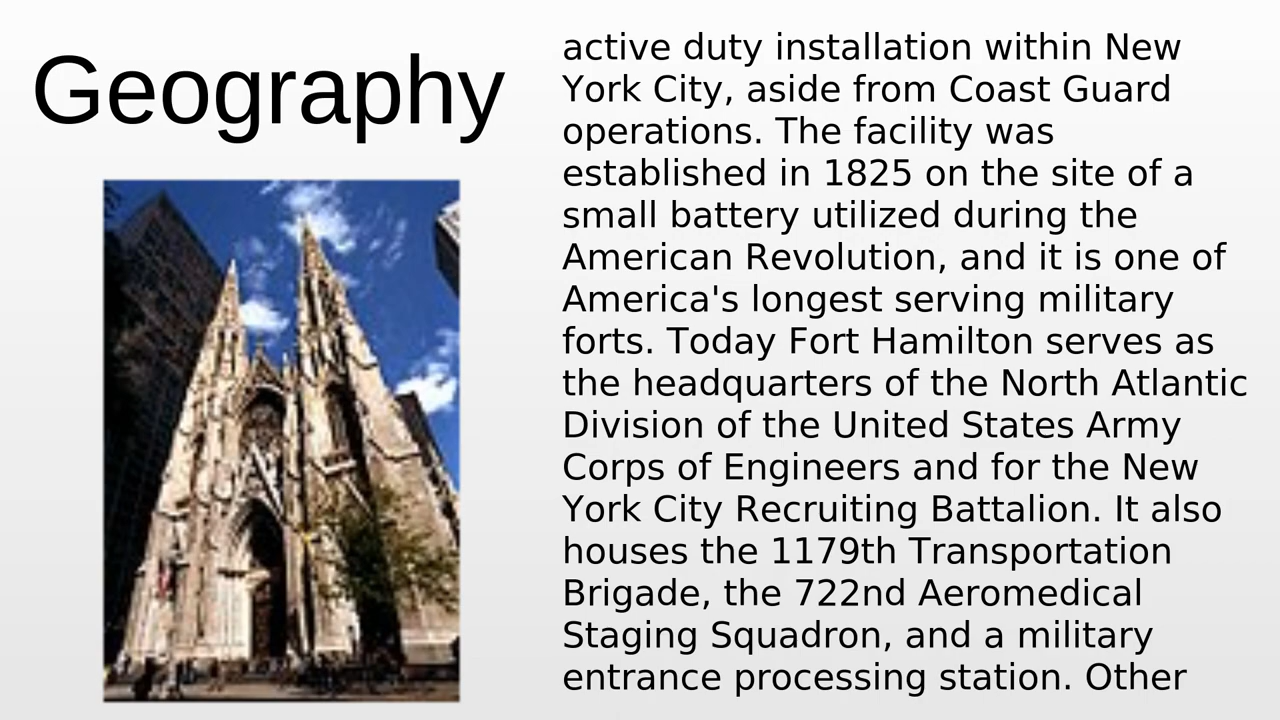 Geography
active duty installation within New
York City, aside from Coast Guard
operations. The facility was
established in 1825 on the site of a
small battery utilized during the
American Revolution, and it is one of
America's longest serving military
forts. Today Fort Hamilton serves as
the headquarters of the North Atlantic
Division of the United States Army
Corps of Engineers and for the New
York City Recruiting Battalion. It also
houses the 1179th Transportation
Brigade, the 722nd Aeromedical
Staging Squadron, and a military
entrance processing station. Other